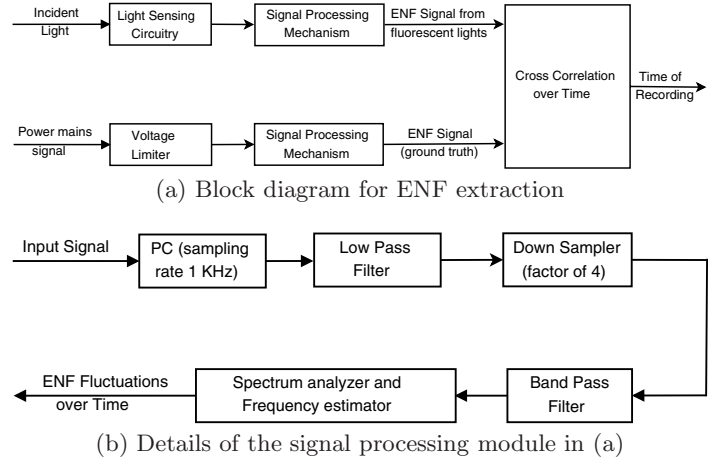 Incident
Light
Light Sensing
Circuitry
Signal Processing
Mechanism
ENF Signal from
fluorescent lights
Cross Correlation
over Time
Time of
Recording
Power mains
signal
Voltage
Limiter
Signal Processing
Mechanism
ENF Signal
(ground truth)
(a) Block diagram for ENF extraction
Input Signal
PC (sampling
rate 1 KHz)
Low Pass
Filter
Down Sampler
(factor of 4)
ENF Fluctuations
over Time
Spectrum analyzer and
Frequency estimator
Band Pass
Filter
(b) Details of the signal processing module in (a)